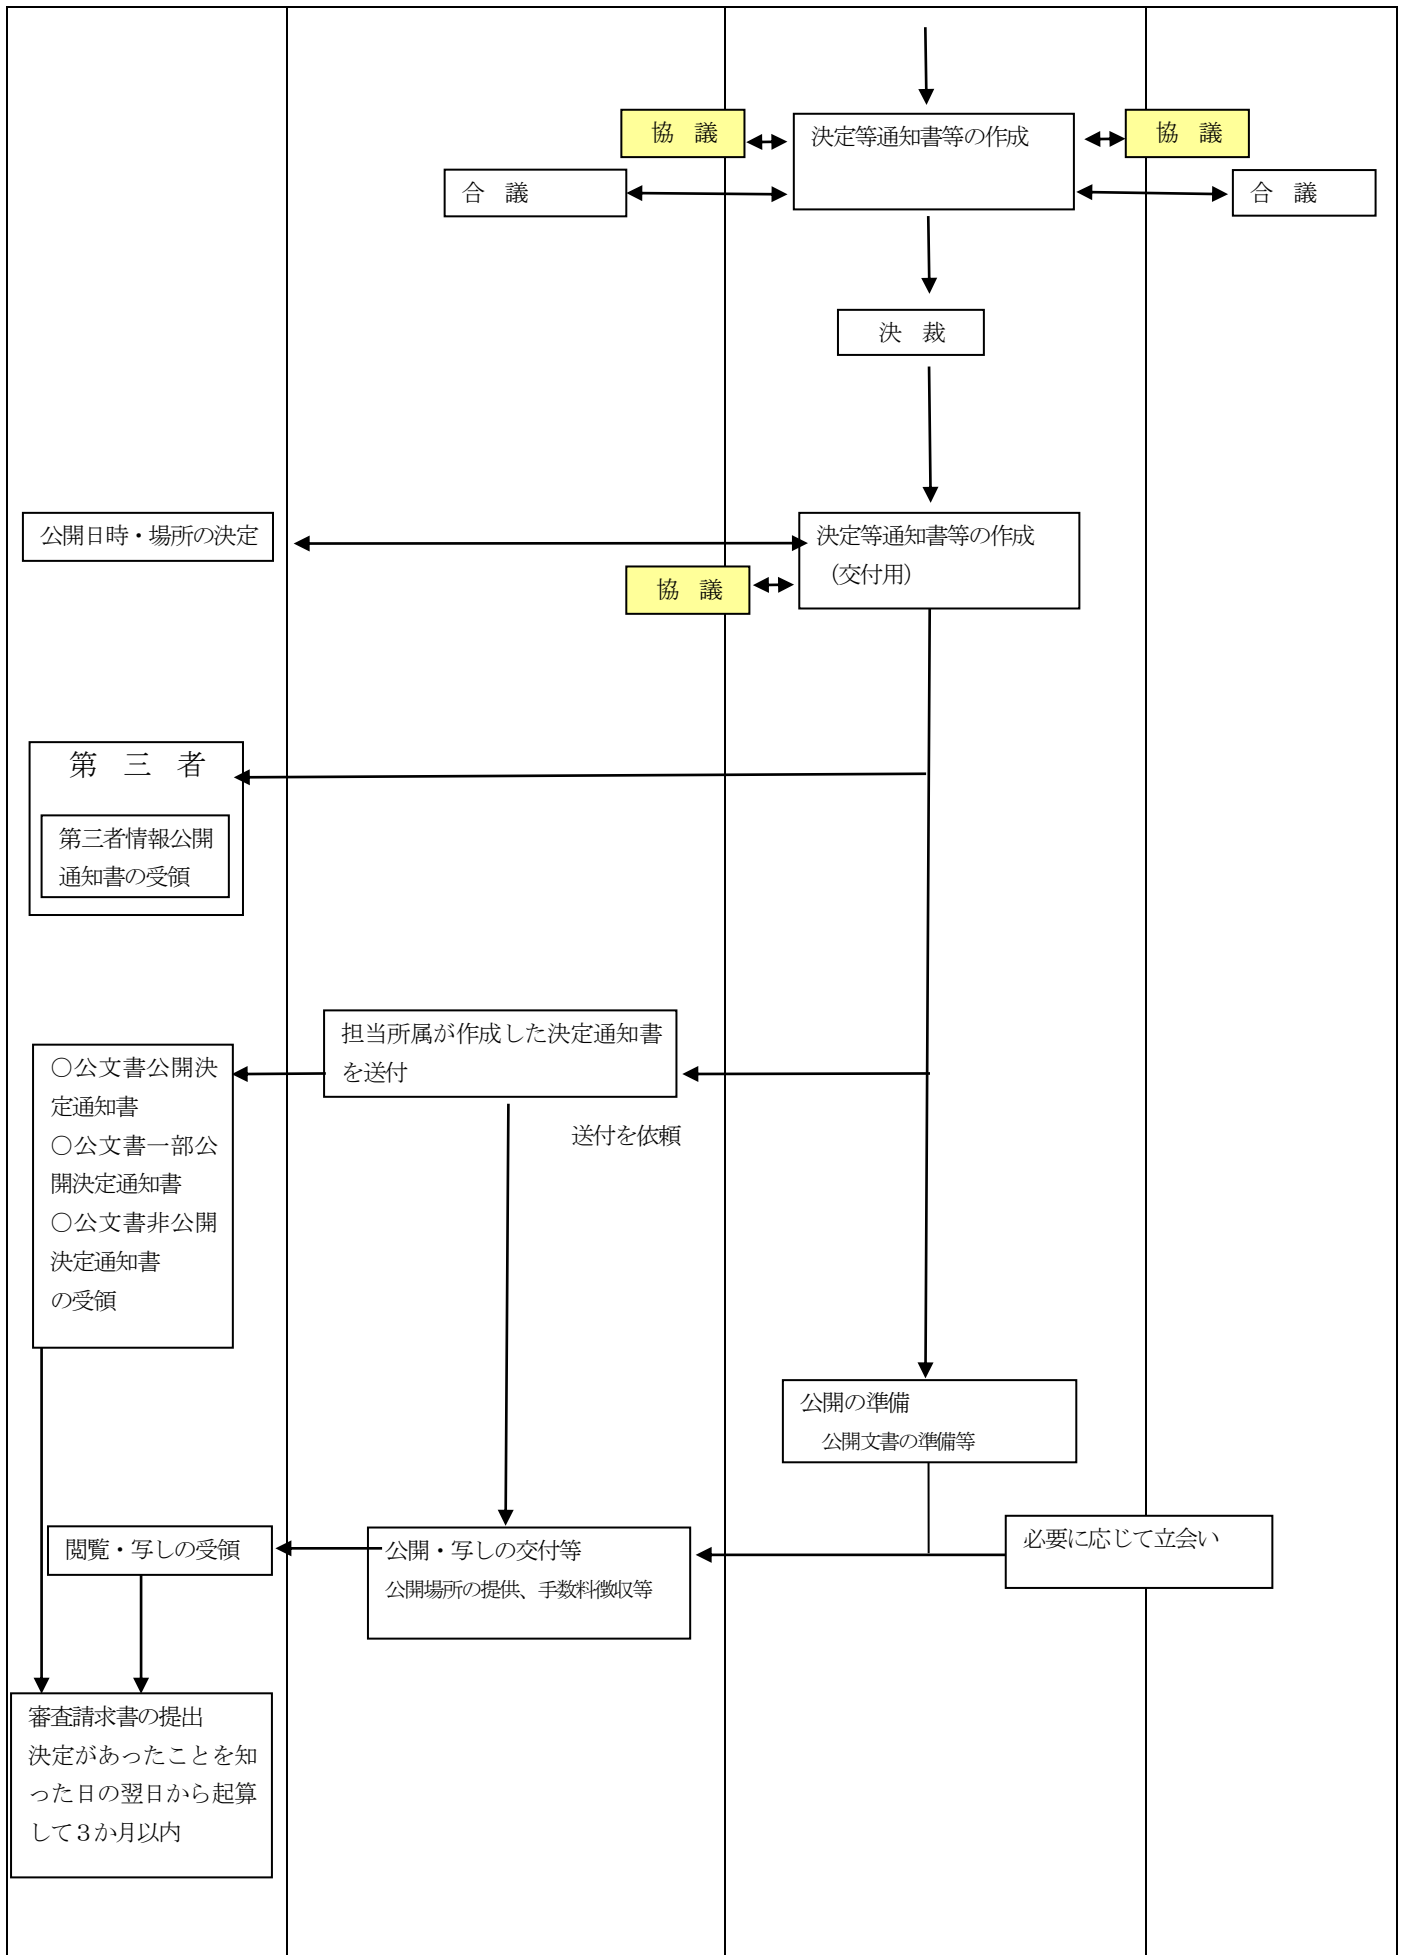 協　議
決定等通知書等の作成
協　議
合　議
合　議
決　裁
公開日時・場所の決定
決定等通知書等の作成
（交付用）
協　議
第　三　者
第三者情報公開
通知書の受領
担当所属が作成した決定通知書
を送付
○公文書公開決
定通知書
○公文書一部公
開決定通知書
○公文書非公開
決定通知書
の受領
送付を依頼
公開の準備
公開文書の準備等
必要に応じて立会い
閲覧・写しの受領
公開・写しの交付等
公開場所の提供、手数料徴収等
審査請求書の提出
決定があったことを知
った日の翌日から起算
して３か月以内